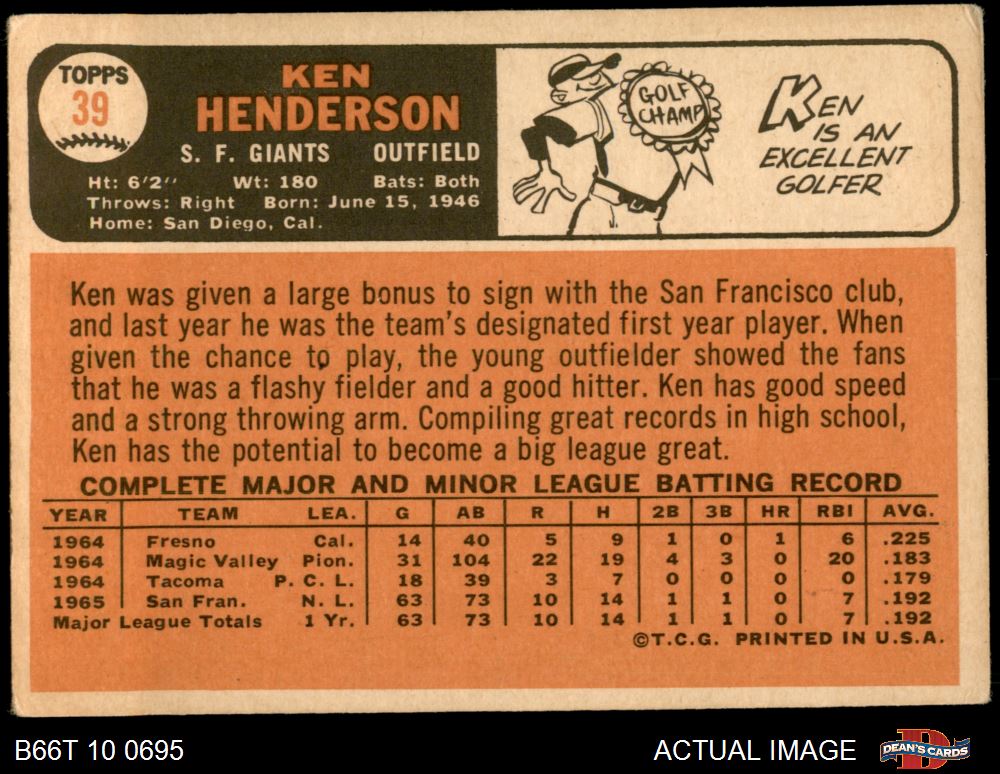 TOPPS
39
KEN
HENDERSON
S. F. GIANTS OUTFIELD
Ht: 6'2" Wt: 180 Bats: Both
Throws: Right Born: June 15, 1946
Home: San Diego, Cal.
GOLF
CHAMP
KEN
IS AN
EXCELLENT
GOLFER
Ken was given a large bonus to sign with the San Francisco club,
and last year he was the team's designated first year player. When
given the chance to play, the young outfielder showed the fans
that he was a flashy fielder and a good hitter. Ken has good speed
and a strong throwing arm. Compiling great records in high school,
Ken has the potential to become a big league great.
COMPLETE MAJOR AND MINOR LEAGUE BATTING RECORD
YEAR TEAM LEA. G AB R H 2B 3B HR RBI AVG.
1964 Fresno Cal. 14 40 5 9 1 0 1 6 .225
1964 Magic Valley Pion. 31 104 22 19 4 3 0 20 .183
1964 Tacoma P. C. L. 18 39 3 7 0 0 0 0 .179
1965 San Fran. N. L. 63 73 10 14 1 1 0 7 .192
Major League Totals 1 Yr. 63 73 10 14 1 1 0 7 .192
©T.C.G. PRINTED IN U.S.A.
B66T 10 0695
ACTUAL IMAGE
DEAN'S CARDS